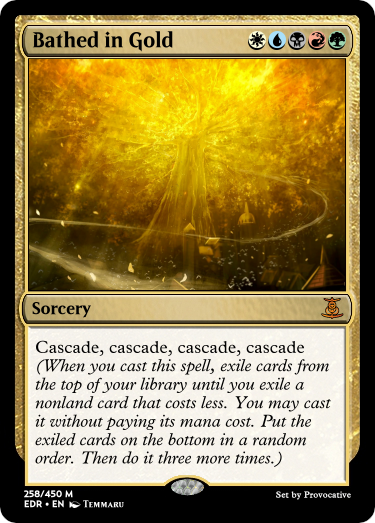 Bathed in Gold
Sorcery
Cascade, cascade, cascade, cascade
(When you cast this spell, exile cards from
the top of your library until you exile a
nonland card that costs less. You may cast
it without paying its mana cost. Put the
exiled cards on the bottom in a random
order. Then do it three more times.)
258/450 M
EDR • EN Temmaru
Set by Provocative